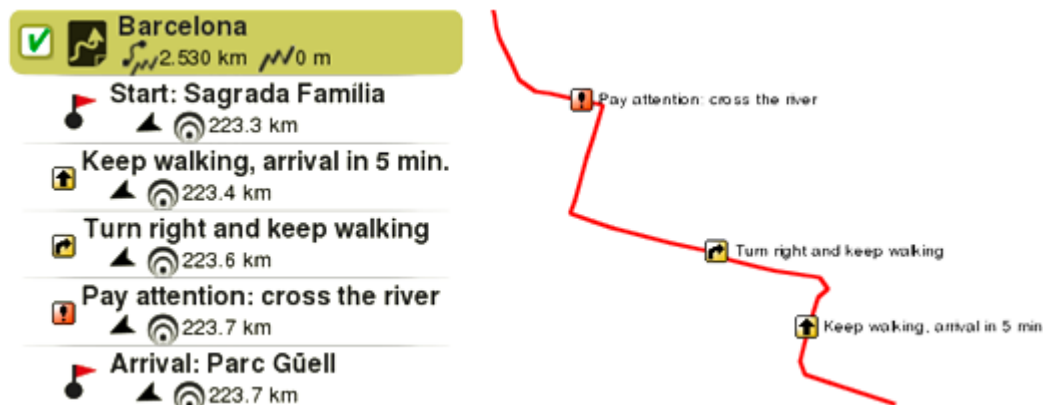 Barcelona
2.530 km 0 m
Start: Sagrada Família
223.3 km
Keep walking, arrival in 5 min.
223.4 km
Turn right and keep walking
223.6 km
Pay attention: cross the river
223.7 km
Arrival: Parc Gűell
223.7 km
Pay attention: cross the river
Turn right and keep walking
Keep walking, arrival in 5 min